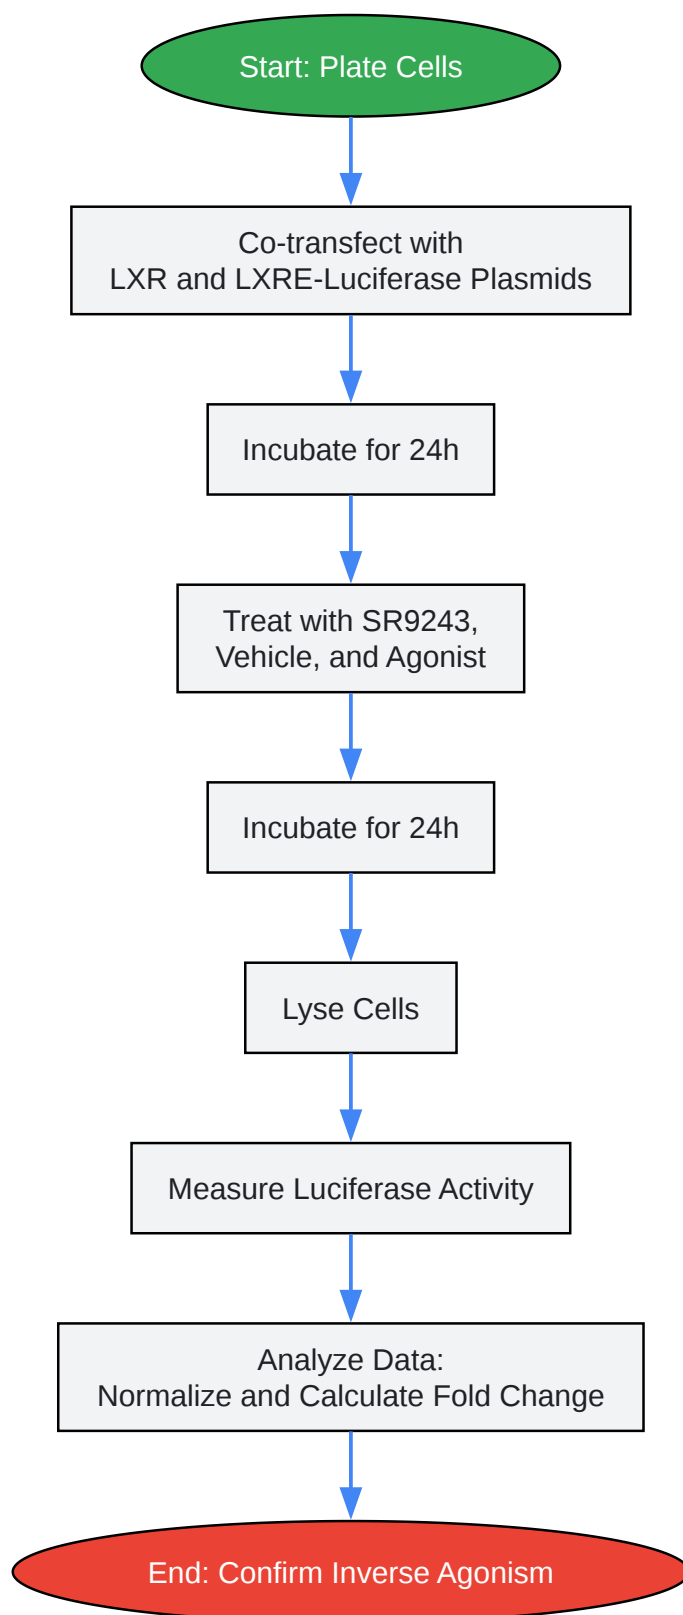 Start: Plate Cells
Co-transfect with
LXR and LXRE-Luciferase Plasmids
Incubate for 24h
Treat with SR9243,
Vehicle, and Agonist
Incubate for 24h
Lyse Cells
Measure Luciferase Activity
Analyze Data:
Normalize and Calculate Fold Change
End: Confirm Inverse Agonism